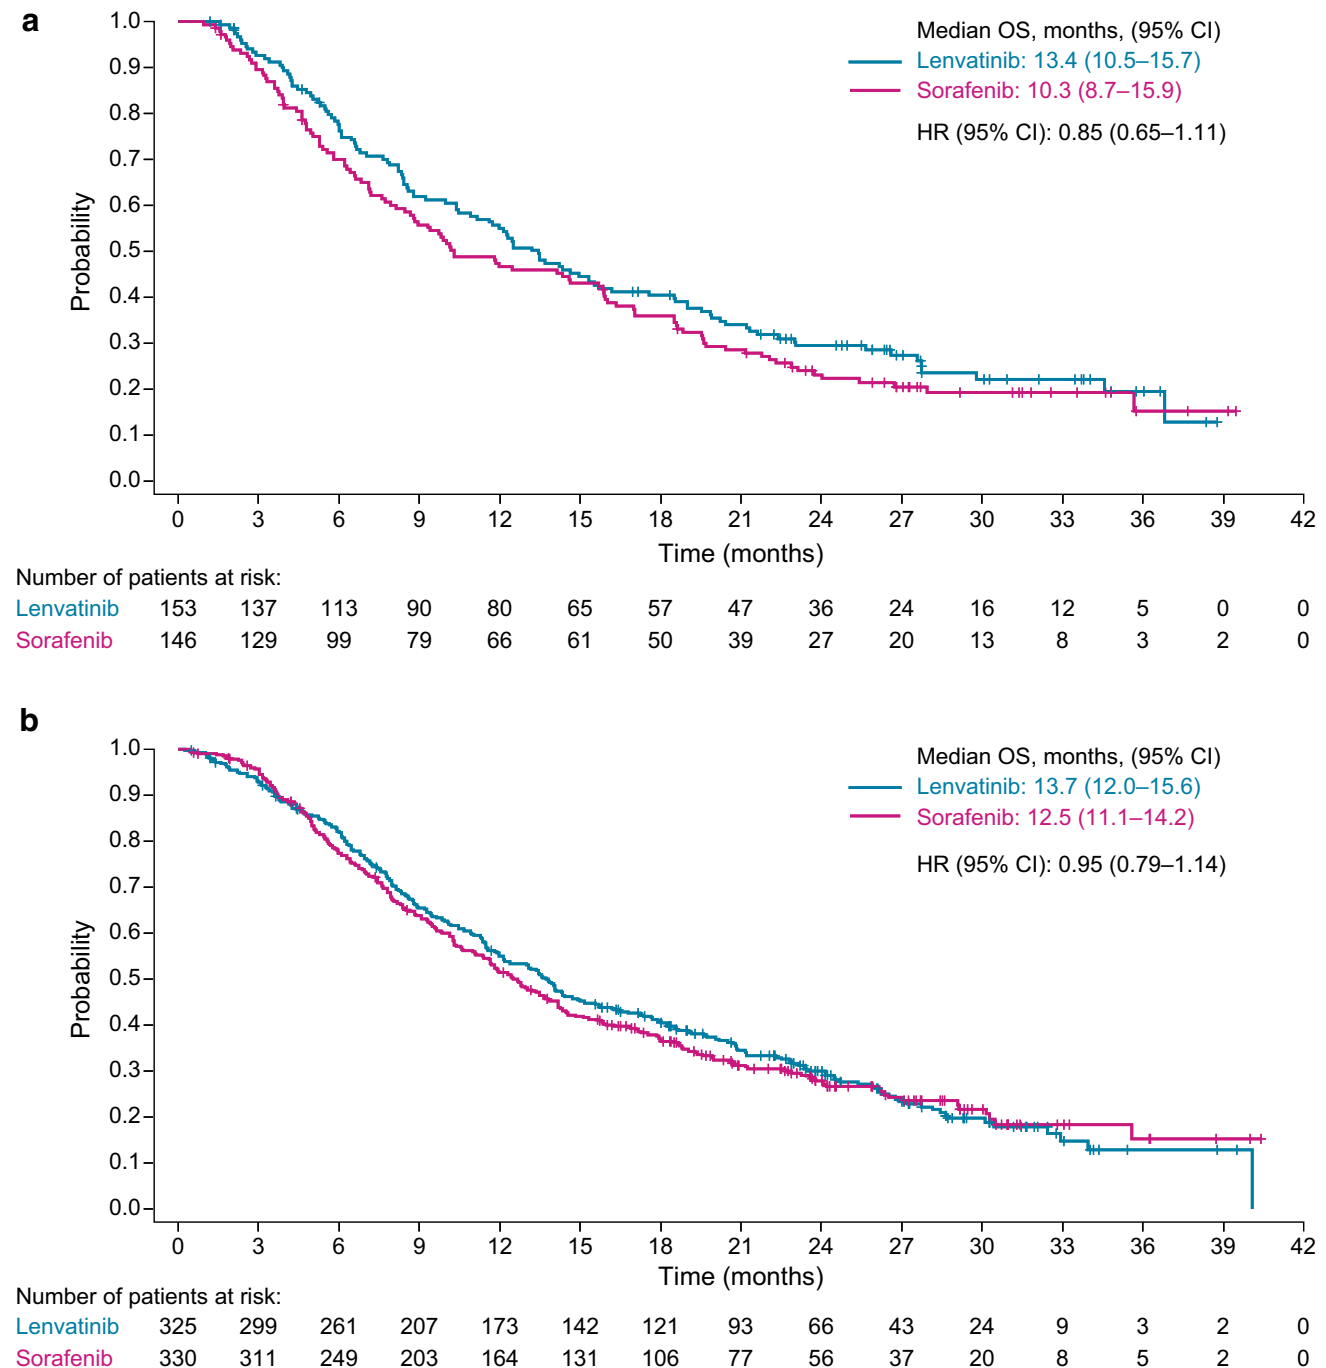 a
Median OS, months, (95% CI)
Lenvatinib: 13.4 (10.5–15.7)
Sorafenib: 10.3 (8.7–15.9)
HR (95% CI): 0.85 (0.65–1.11)
Probability
1.0
0.9
0.8
0.7
0.6
0.5
0.4
0.3
0.2
0.1
0.0
0 3 6 9 12 15 18 21 24 27 30 33 36 39 42
Time (months)
Number of patients at risk:
Lenvatinib 153 137 113 90 80 65 57 47 36 24 16 12 5 0 0
Sorafenib 146 129 99 79 66 61 50 39 27 20 13 8 3 2 0
b
Median OS, months, (95% CI)
Lenvatinib: 13.7 (12.0–15.6)
Sorafenib: 12.5 (11.1–14.2)
HR (95% CI): 0.95 (0.79–1.14)
Probability
1.0
0.9
0.8
0.7
0.6
0.5
0.4
0.3
0.2
0.1
0.0
0 3 6 9 12 15 18 21 24 27 30 33 36 39 42
Time (months)
Number of patients at risk:
Lenvatinib 325 299 261 207 173 142 121 93 66 43 24 9 3 2 0
Sorafenib 330 311 249 203 164 131 106 77 56 37 20 8 5 2 0